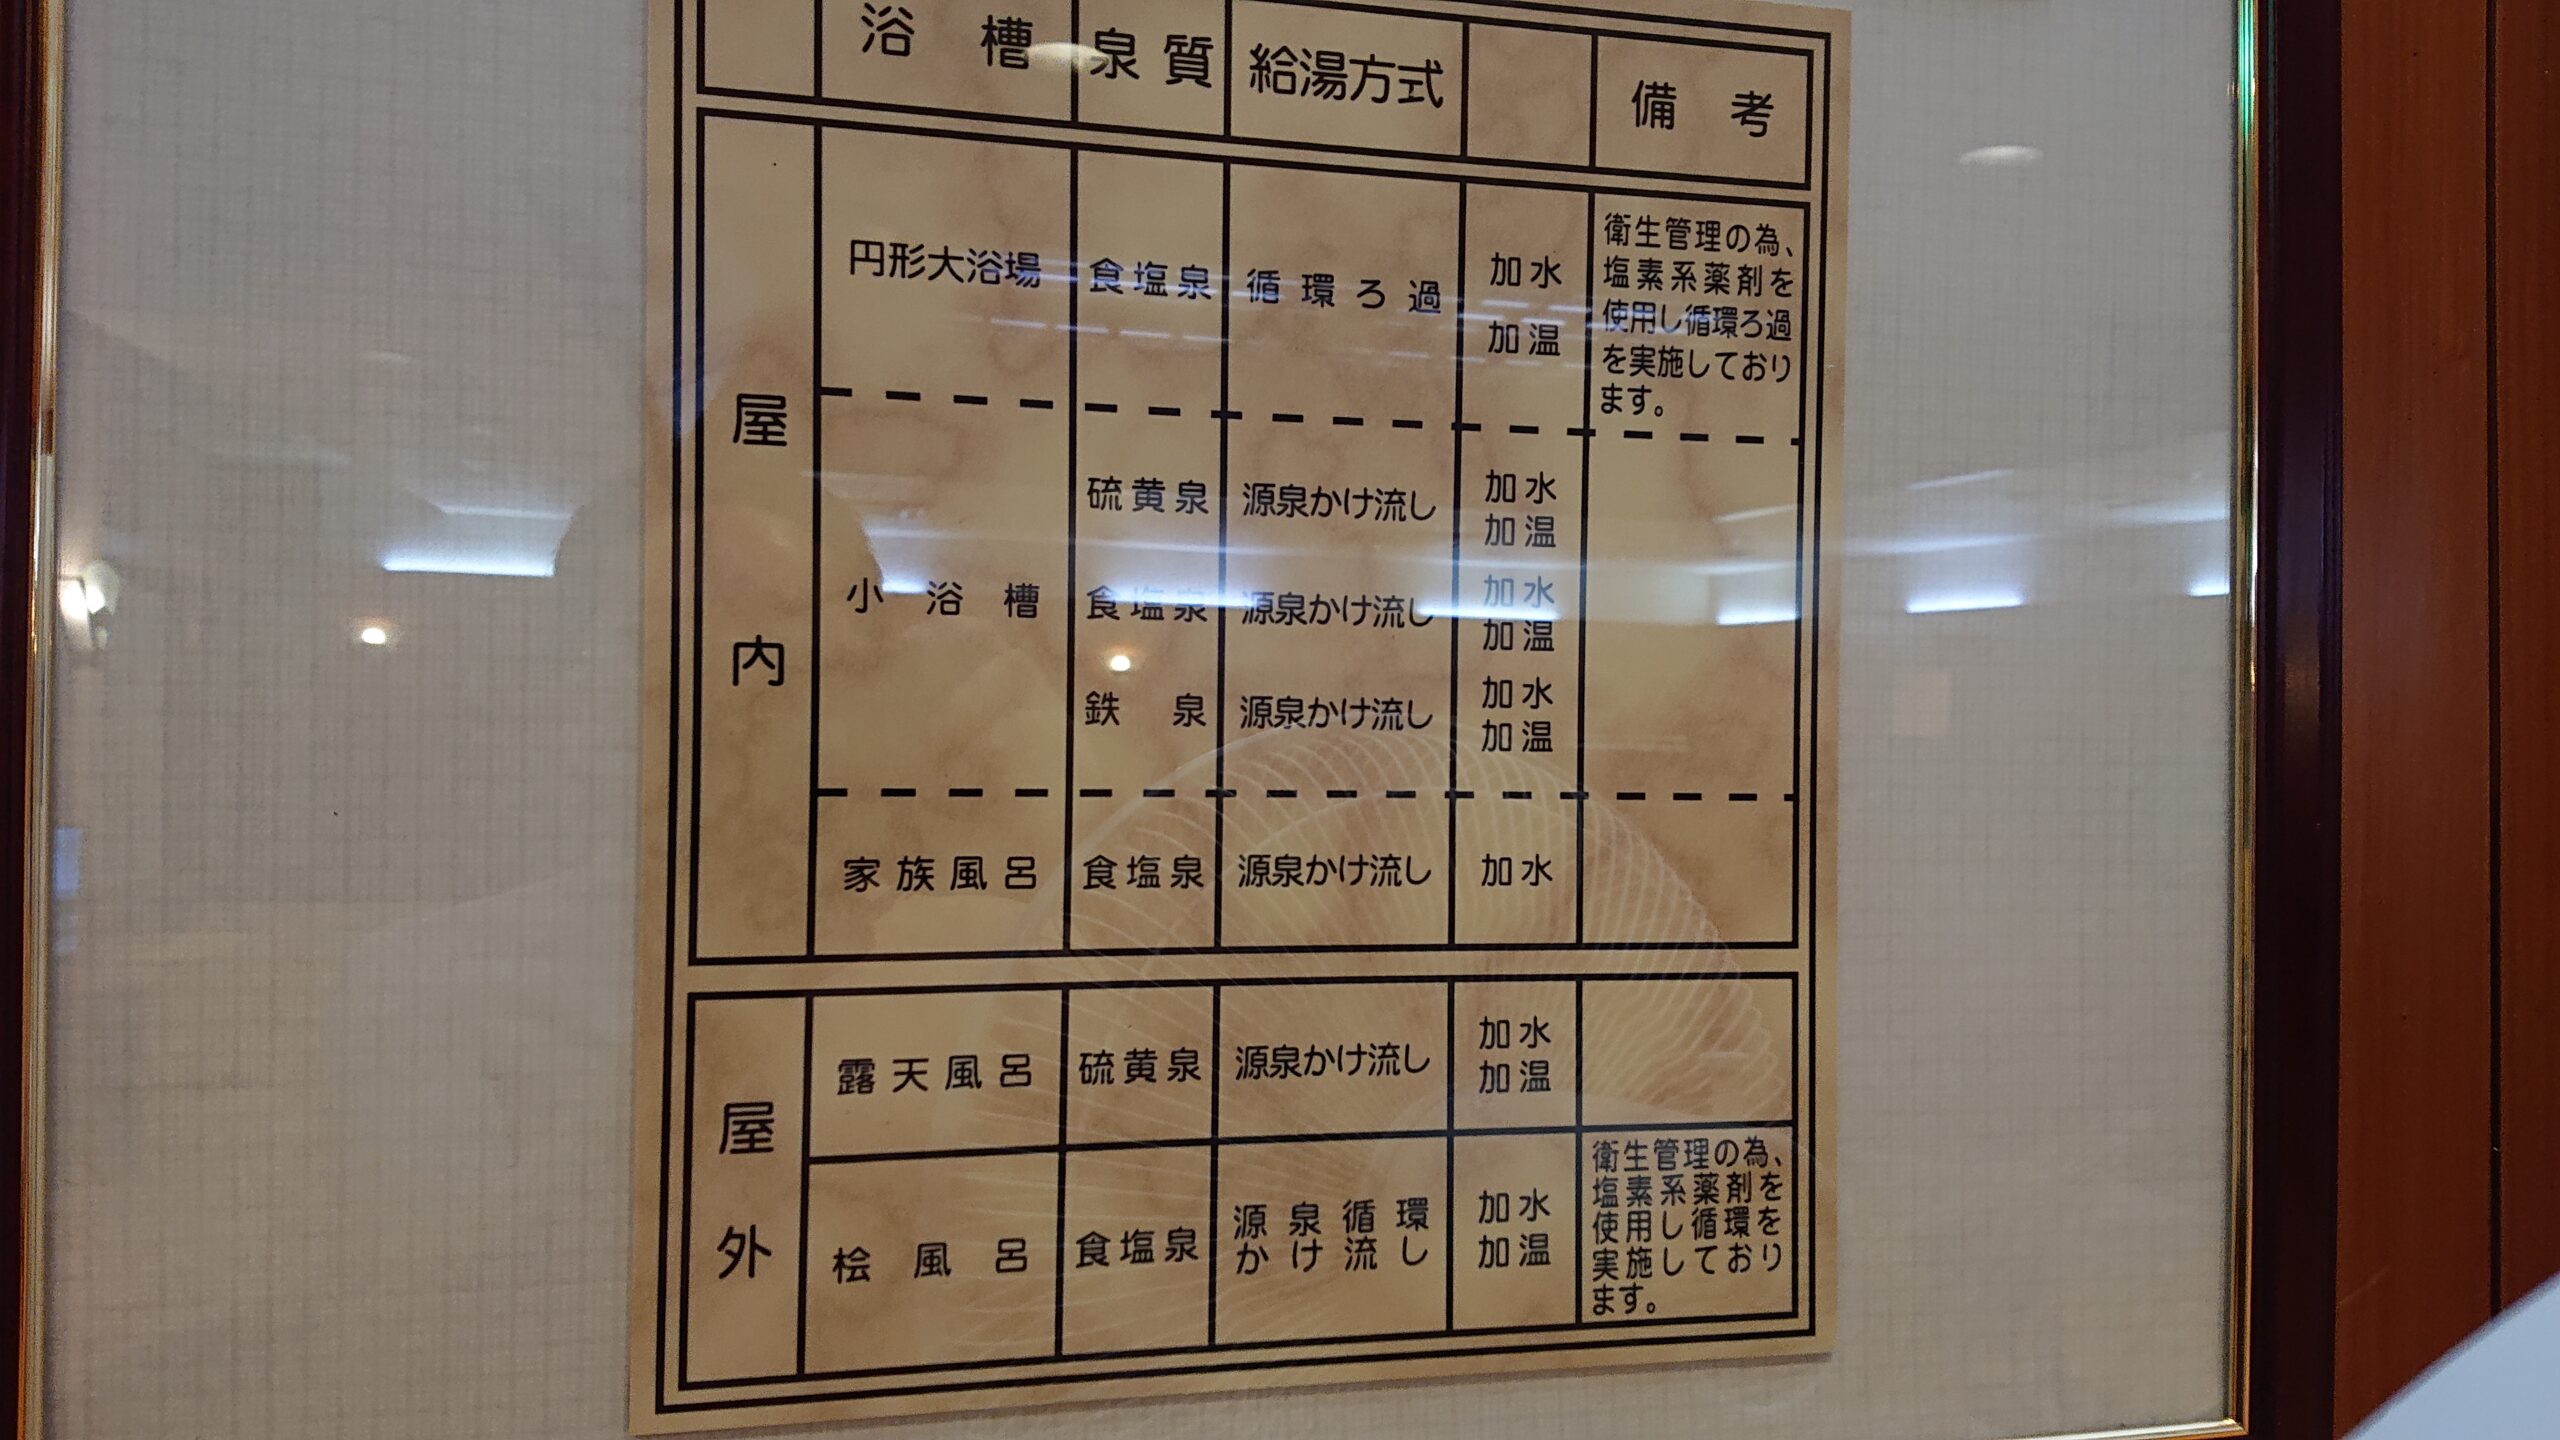 浴槽 泉質 給湯方式 備考
屋内
円形大浴場 食塩泉 循環ろ過 加水
加温
衛生管理の為、
塩素系薬剤を
使用し循環ろ過
を実施しており
ます。
小浴槽
硫黄泉 源泉かけ流し 加水
加温
食塩泉 源泉かけ流し 加水
加温
鉄泉 源泉かけ流し 加水
加温
家族風呂 食塩泉 源泉かけ流し 加水
屋外
露天風呂 硫黄泉 源泉かけ流し 加水
加温
桧風呂 食塩泉 源泉循環
かけ流し
加水
加温
衛生管理の為、
塩素系薬剤を
使用し循環を
実施しており
ます。